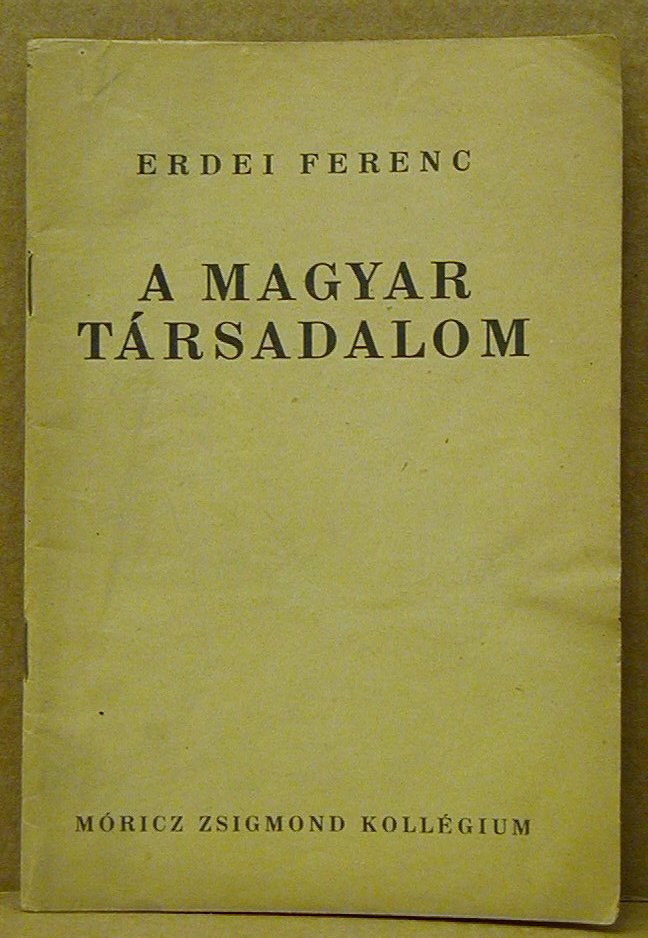 ERDEI FERENC
A MAGYAR
TÁRSADALOM
MÓRICZ ZSIGMOND KOLLÉGIUM